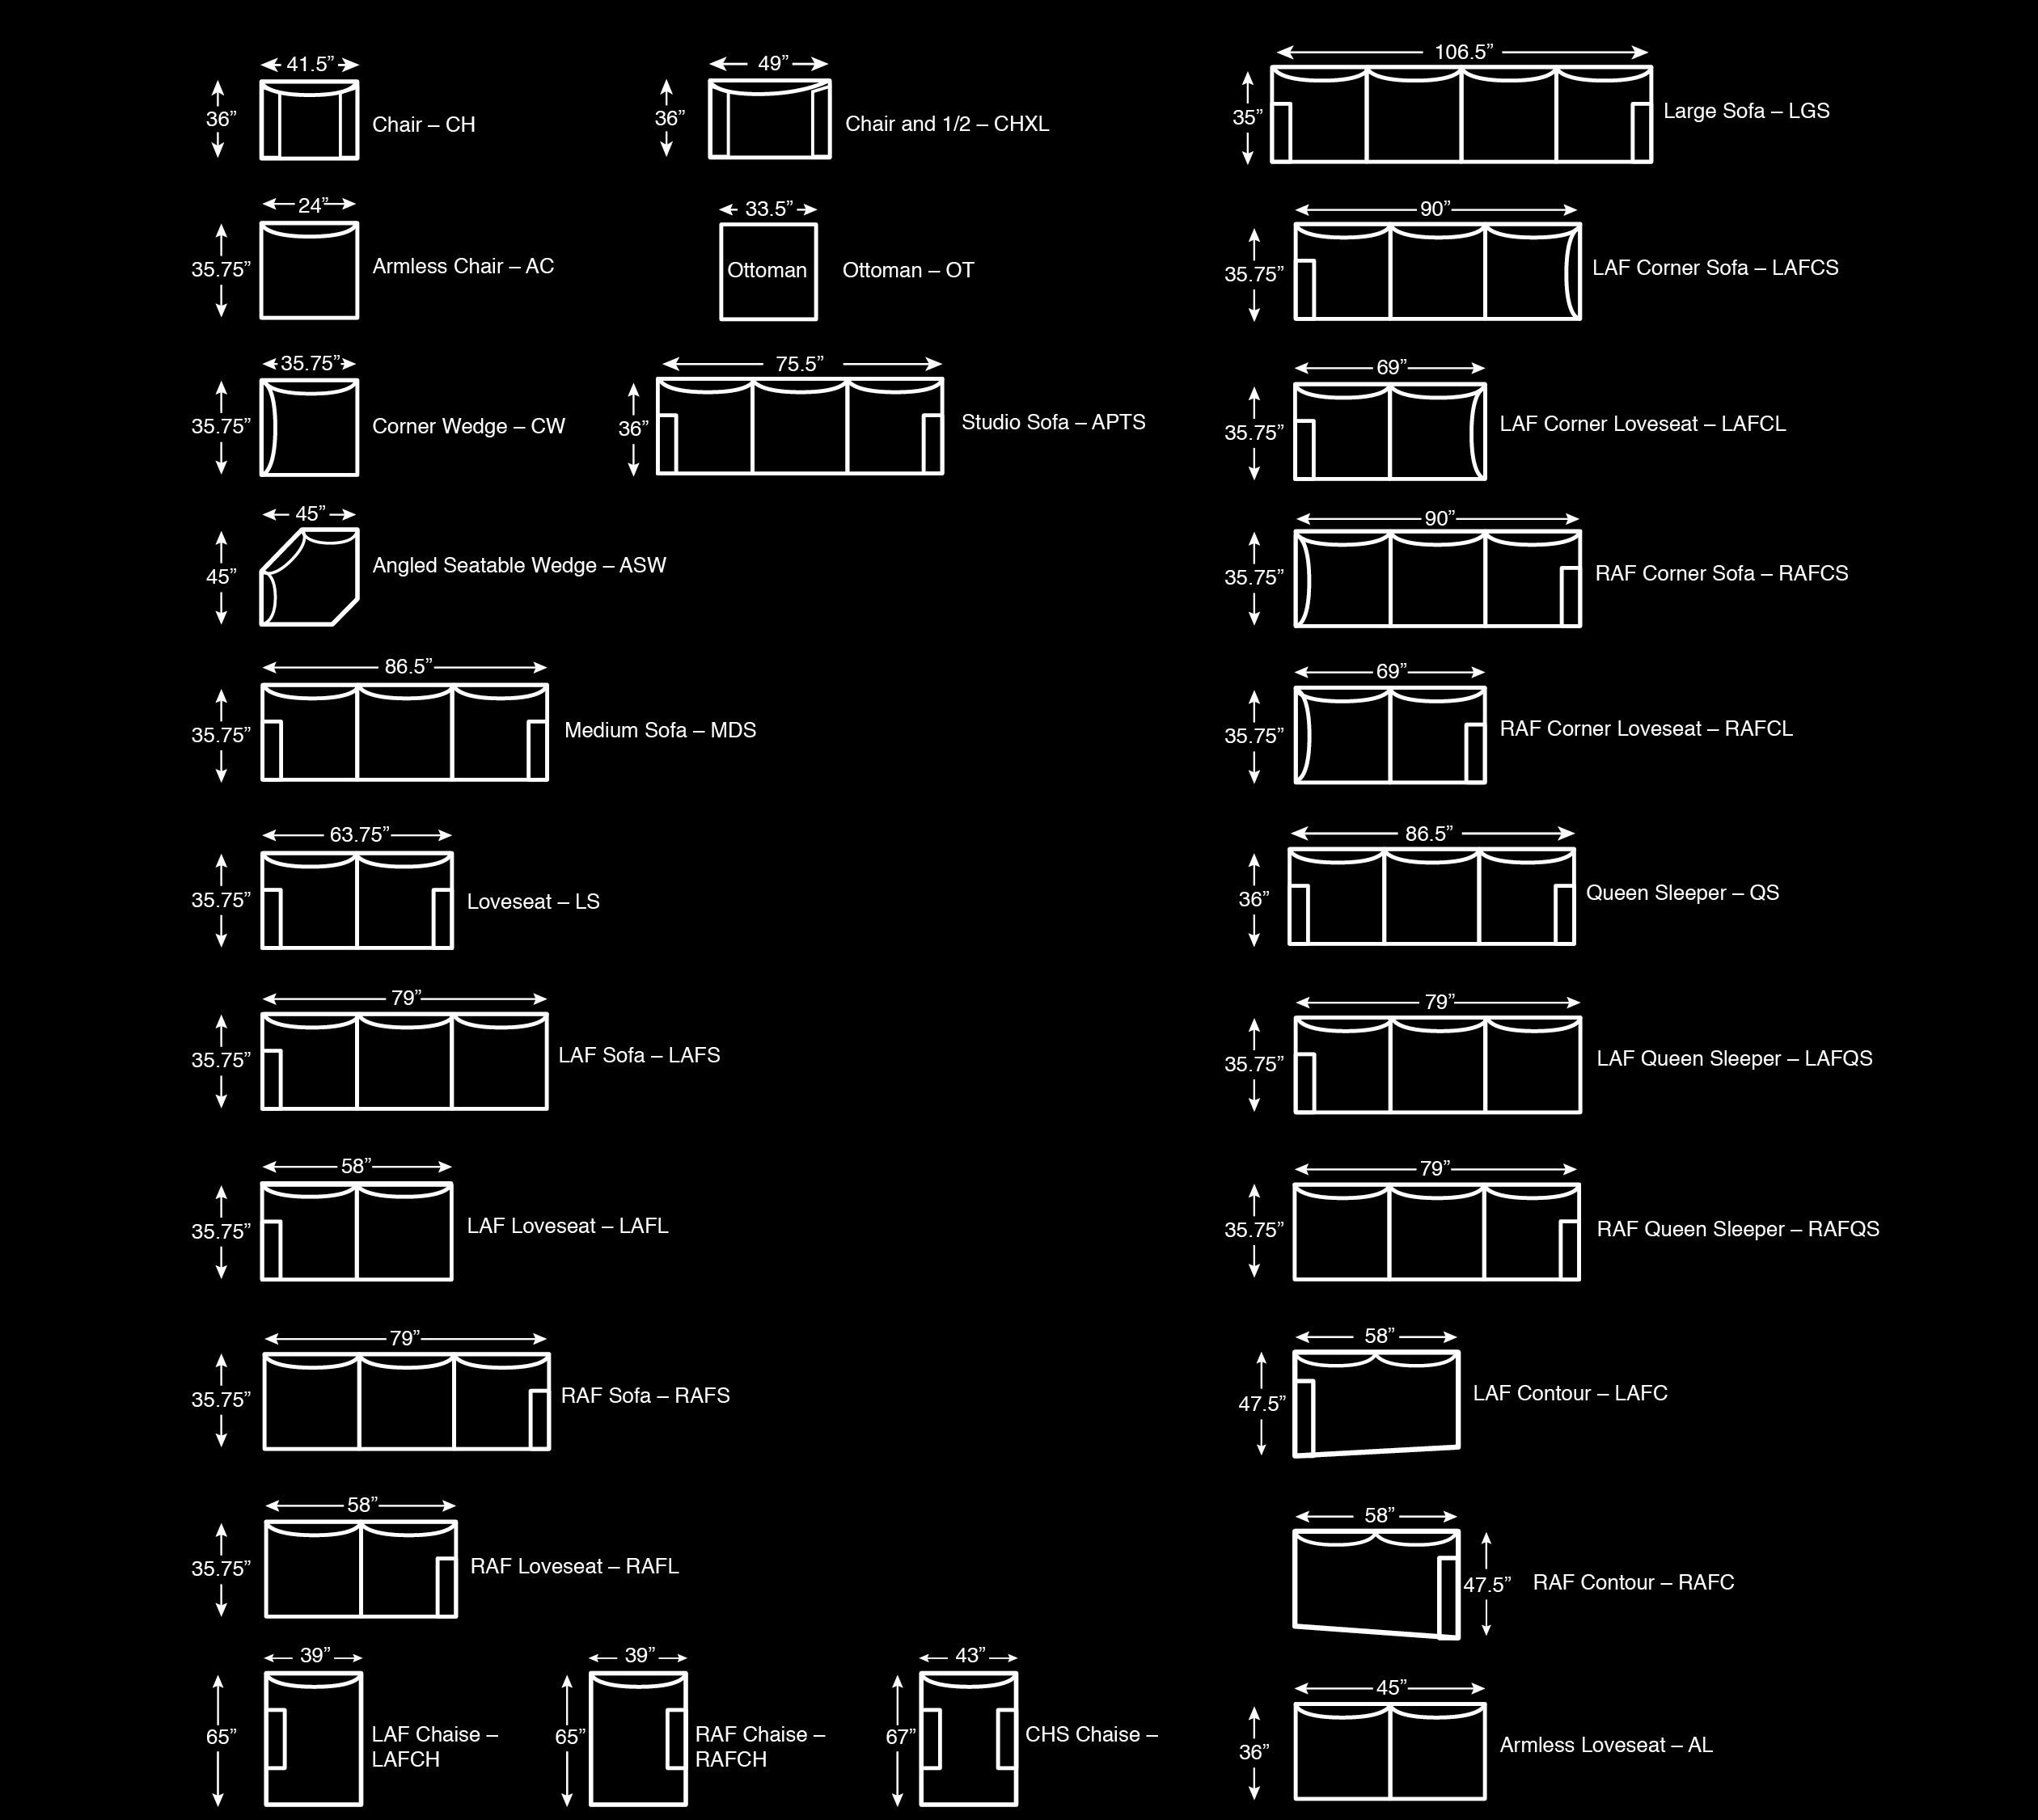 41.5”
36”
Chair – CH
49”
36”
Chair and 1/2 – CHXL
106.5”
35”
Large Sofa – LGS
24”
35.75”
Armless Chair – AC
33.5”
Ottoman
Ottoman – OT
90”
35.75”
LAF Corner Sofa – LAFCS
35.75”
35.75”
Corner Wedge – CW
75.5”
36”
Studio Sofa – APTS
69”
35.75”
LAF Corner Loveseat – LAFCL
45”
45”
Angled Seatable Wedge – ASW
90”
35.75”
RAF Corner Sofa – RAFCS
86.5”
35.75”
Medium Sofa – MDS
69”
35.75”
RAF Corner Loveseat – RAFCL
63.75”
35.75”
Loveseat – LS
86.5”
36”
Queen Sleeper – QS
79”
35.75”
LAF Sofa – LAFS
79”
35.75”
LAF Queen Sleeper – LAFQS
58”
35.75”
LAF Loveseat – LAFL
79”
35.75”
RAF Queen Sleeper – RAFQS
79”
35.75”
RAF Sofa – RAFS
58”
47.5”
LAF Contour – LAFC
58”
35.75”
RAF Loveseat – RAFL
58”
47.5”
RAF Contour – RAFC
39”
65”
LAF Chaise –
LAFCH
39”
65”
RAF Chaise –
RAFCH
43”
67”
CHS Chaise –
45”
36”
Armless Loveseat – AL